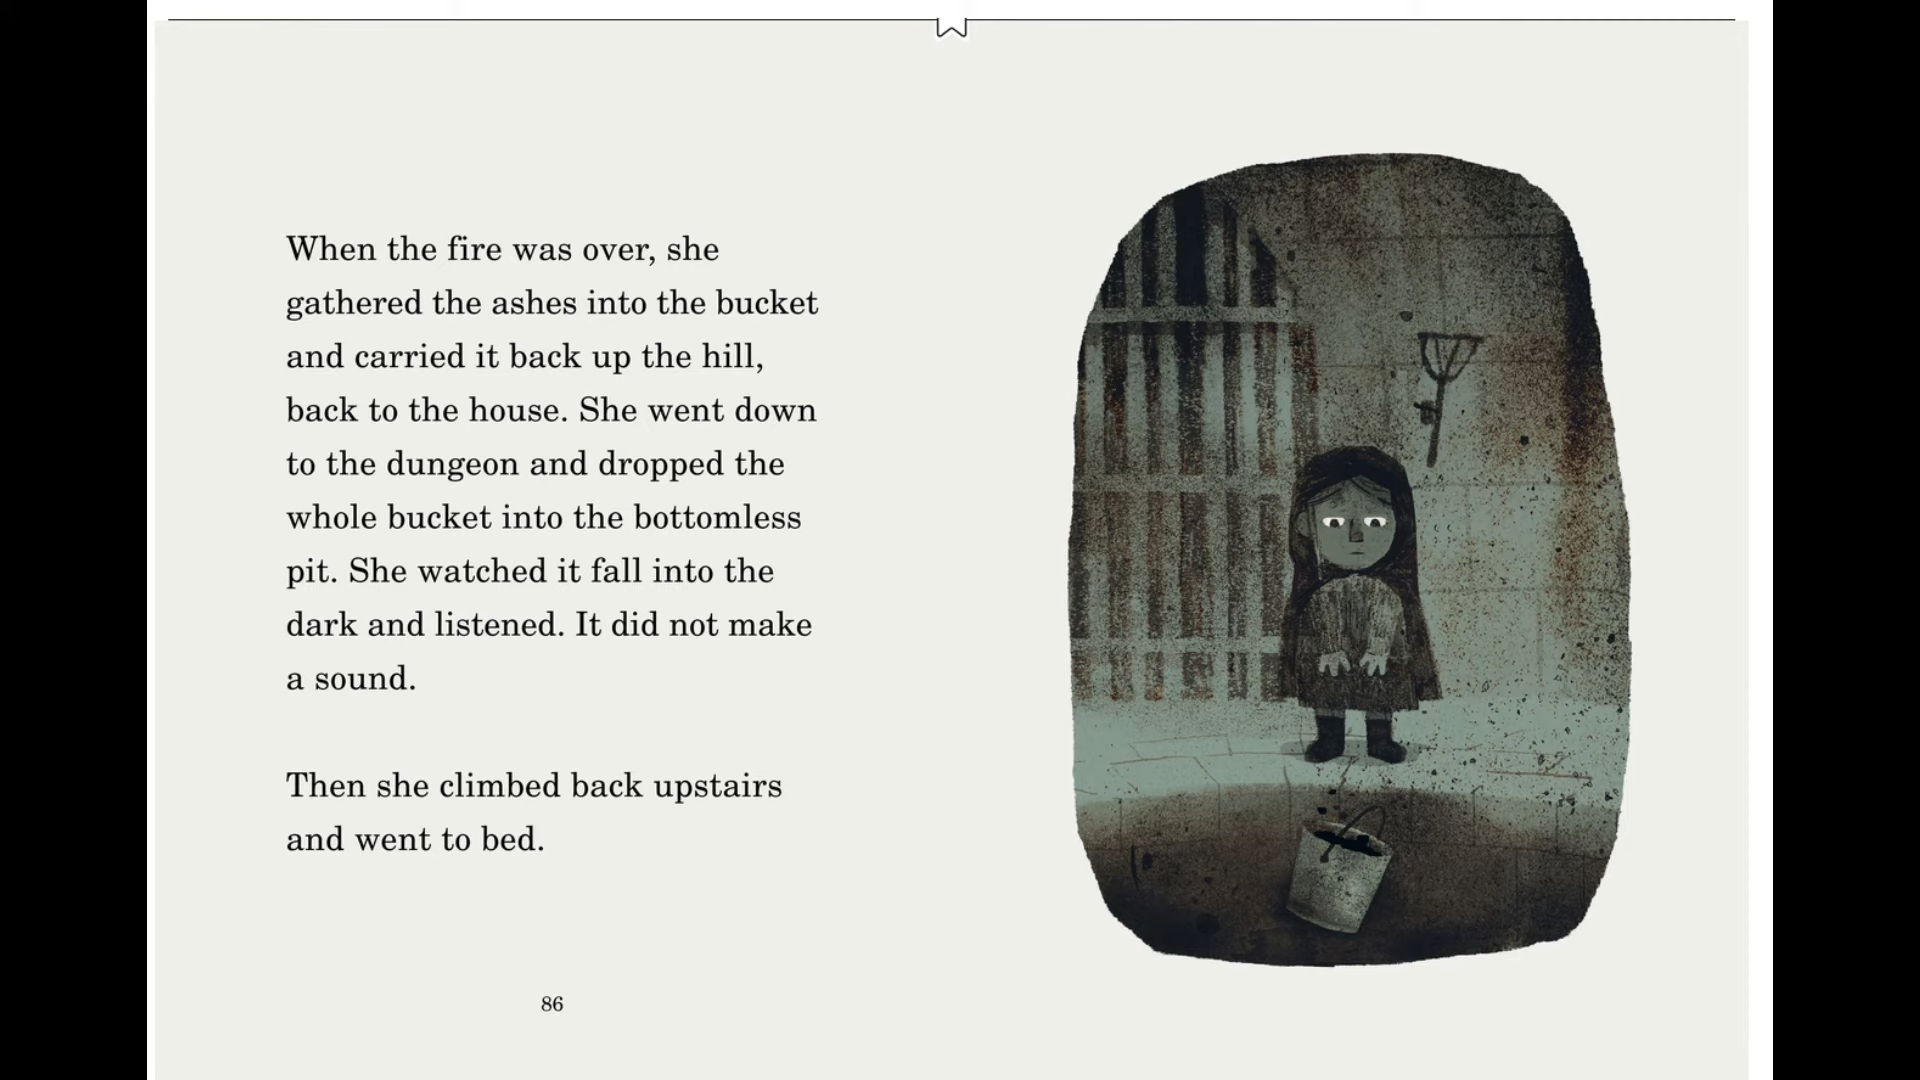 When the fire was over, she
gathered the ashes into the bucket
and carried it back up the hill,
back to the house. She went down
to the dungeon and dropped the
whole bucket into the bottomless
pit. She watched it fall into the
dark and listened. It did not make
a sound.
Then she climbed back upstairs
and went to bed.
86